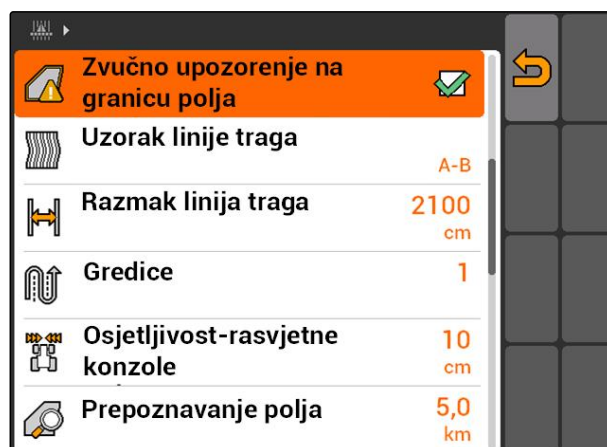 Zvučno upozorenje na
granicu polja
Uzorak linije traga
A-B
Razmak linija traga
2100
cm
Gredice
1
Osjetljivost-rasvjetne
konzole
10
cm
Prepoznavanje polja
5,0
km